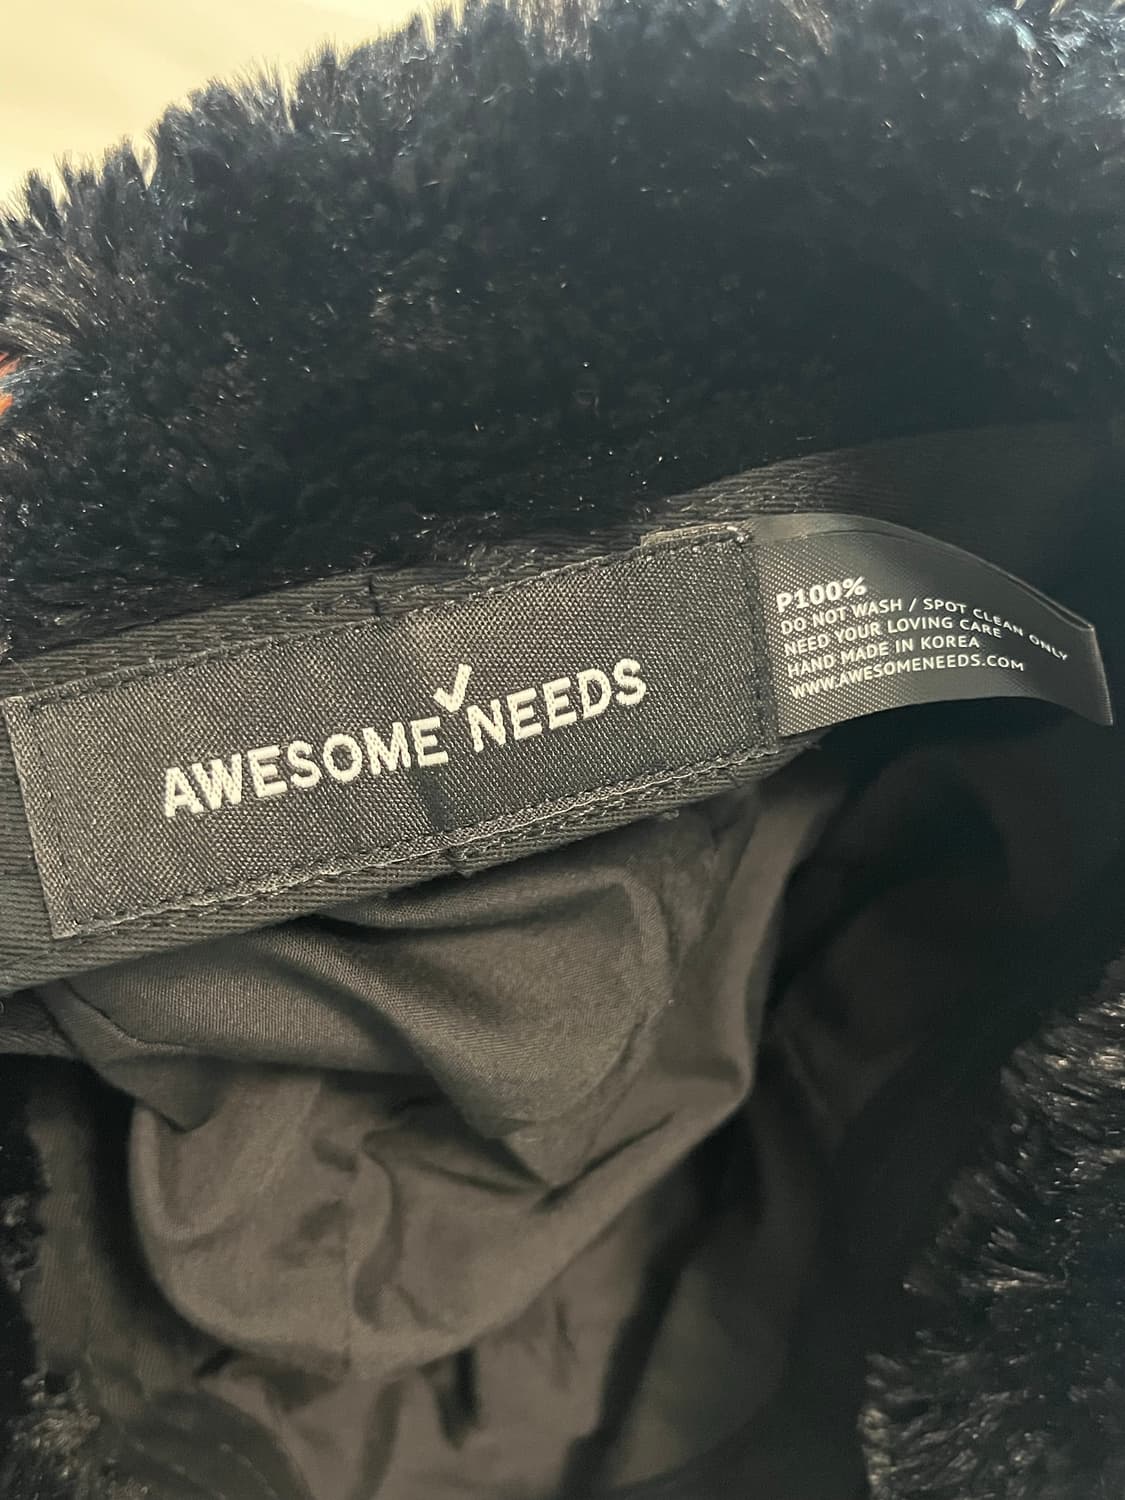 AWESOME NEEDS
P100%
DO NOT WASH / SPOT CLEAN ONLY
NEED YOUR LOVING CARE
HAND MADE IN KOREA
WWW.AWESOMENEEDS.COM